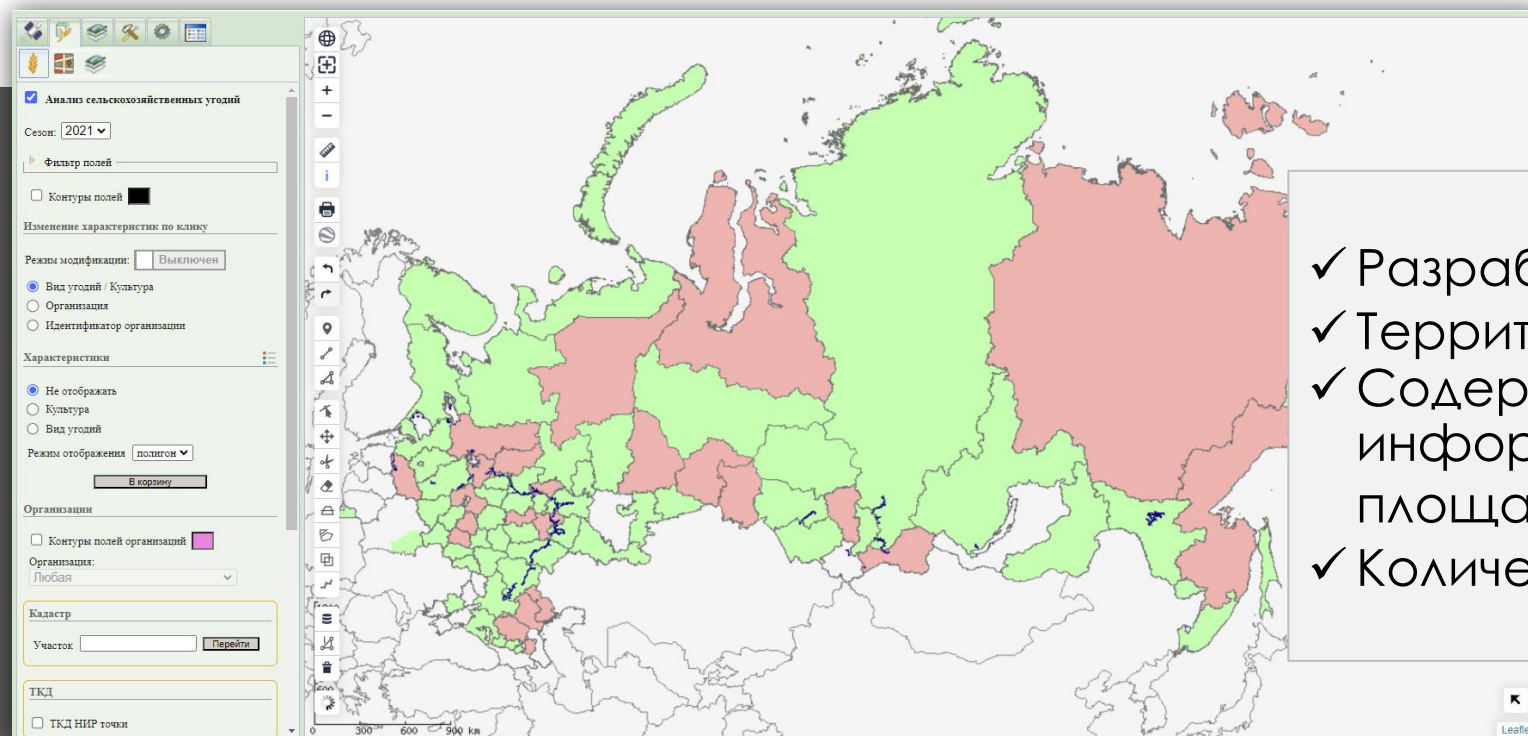 Анализ сельскохозяйственных угодий
Сезон: 2021
Фильтр полей
Контуры полей
Изменение характеристик по клику
Режим модификации: Выключен
Вид угодий / Культура
Организация
Идентификатор организации
Характеристики
Не отображать
Культура
Вид угодий
Режим отображения полигон
В корзину
Организации
Контуры полей организаций
Организация:
Любая
Кадастр
Участок Перейти
ТКД
ТКД НИР точки
0 300 600 900 km
✓ Разраб
✓ Террит
✓ Содер
инфор
площа
✓ Количе
Leafle